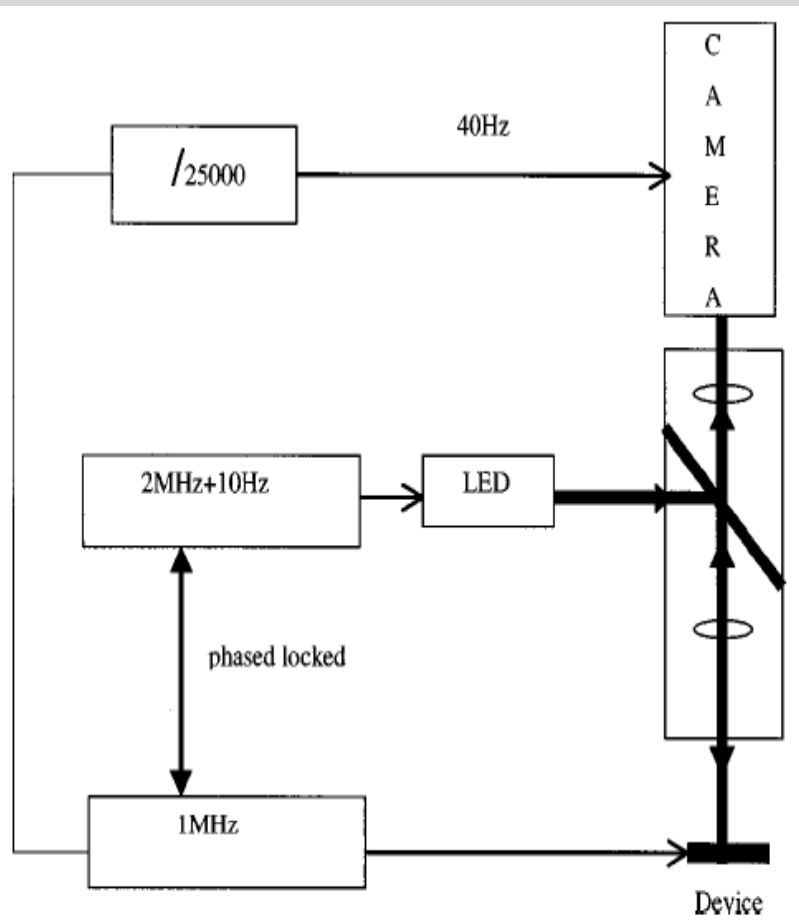 C
A
M
E
R
A
40Hz
/25000
2MHz+10Hz
LED
phased locked
1MHz
Device